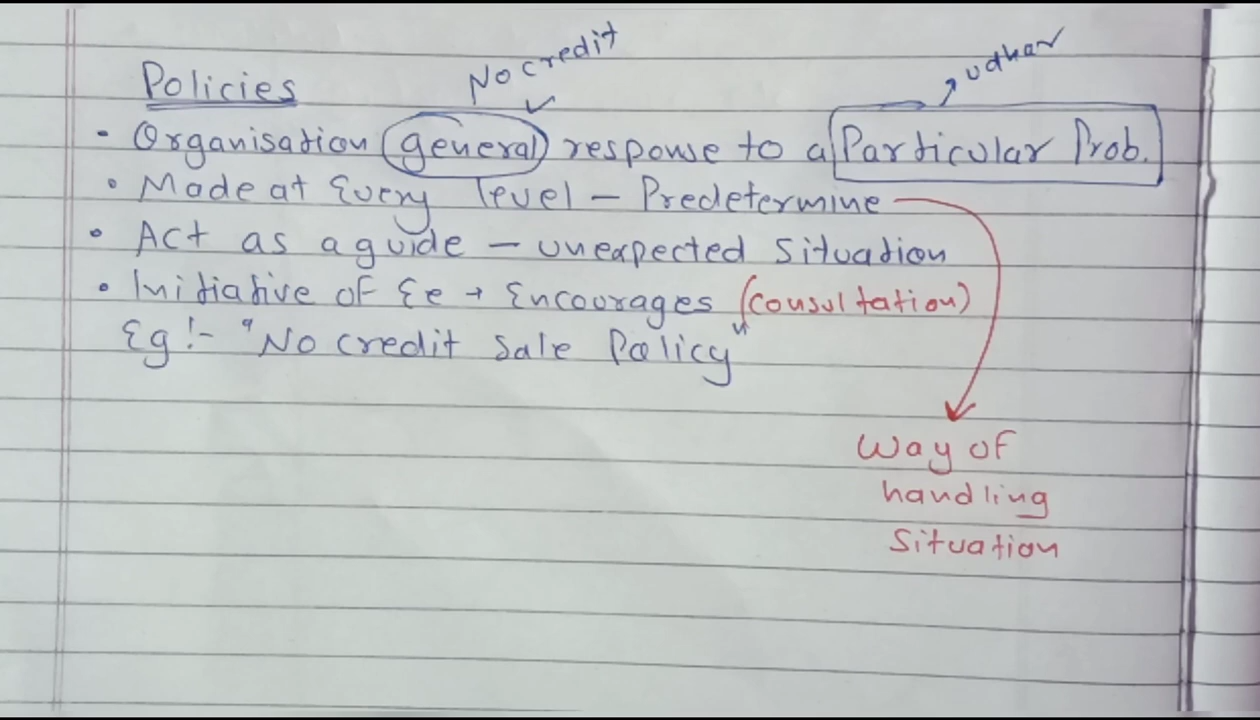 No credit
udhar
Policies
• Organisation general response to a Particular Prob.
• Made at Every level – Predetermine
• Act as a guide – unexpected situation
• Initiative of Ee → Encourages (consultation)
Eg:- "No credit sale Policy"
Way of
handling
Situation